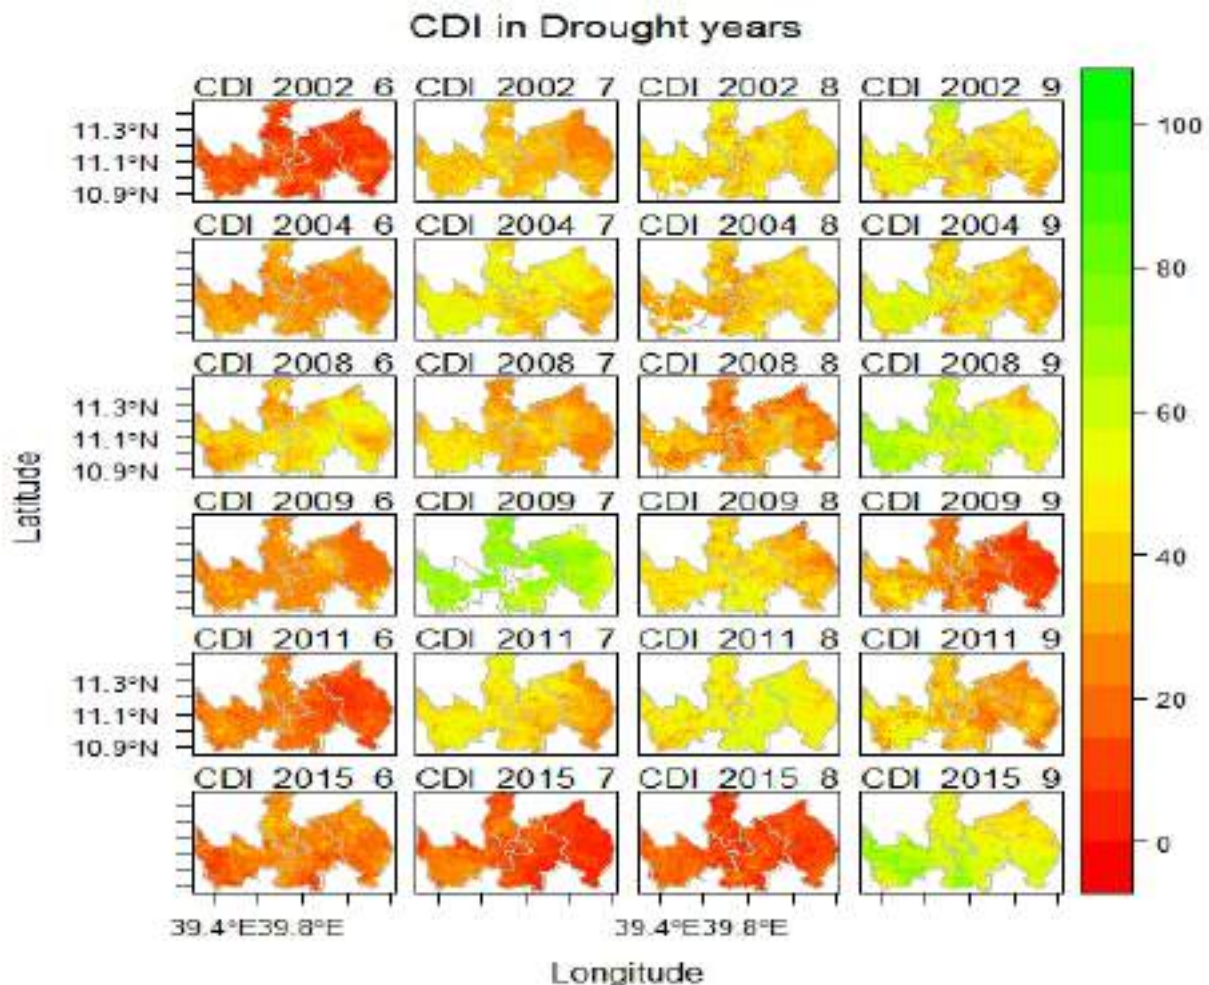 CDI in Drought years
CDI 2002 6 CDI 2002 7 CDI 2002 8 CDI 2002 9
11.3°N
11.1°N
10.9°N
CDI 2004 6 CDI 2004 7 CDI 2004 8 CDI 2004 9
CDI 2008 6 CDI 2008 7 CDI 2008 8 CDI 2008 9
11.3°N
11.1°N
10.9°N
CDI 2009 6 CDI 2009 7 CDI 2009 8 CDI 2009 9
CDI 2011 6 CDI 2011 7 CDI 2011 8 CDI 2011 9
11.3°N
11.1°N
10.9°N
CDI 2015 6 CDI 2015 7 CDI 2015 8 CDI 2015 9
39.4°E39.8°E 39.4°E39.8°E
Longitude
Latitude
100
80
60
40
20
0